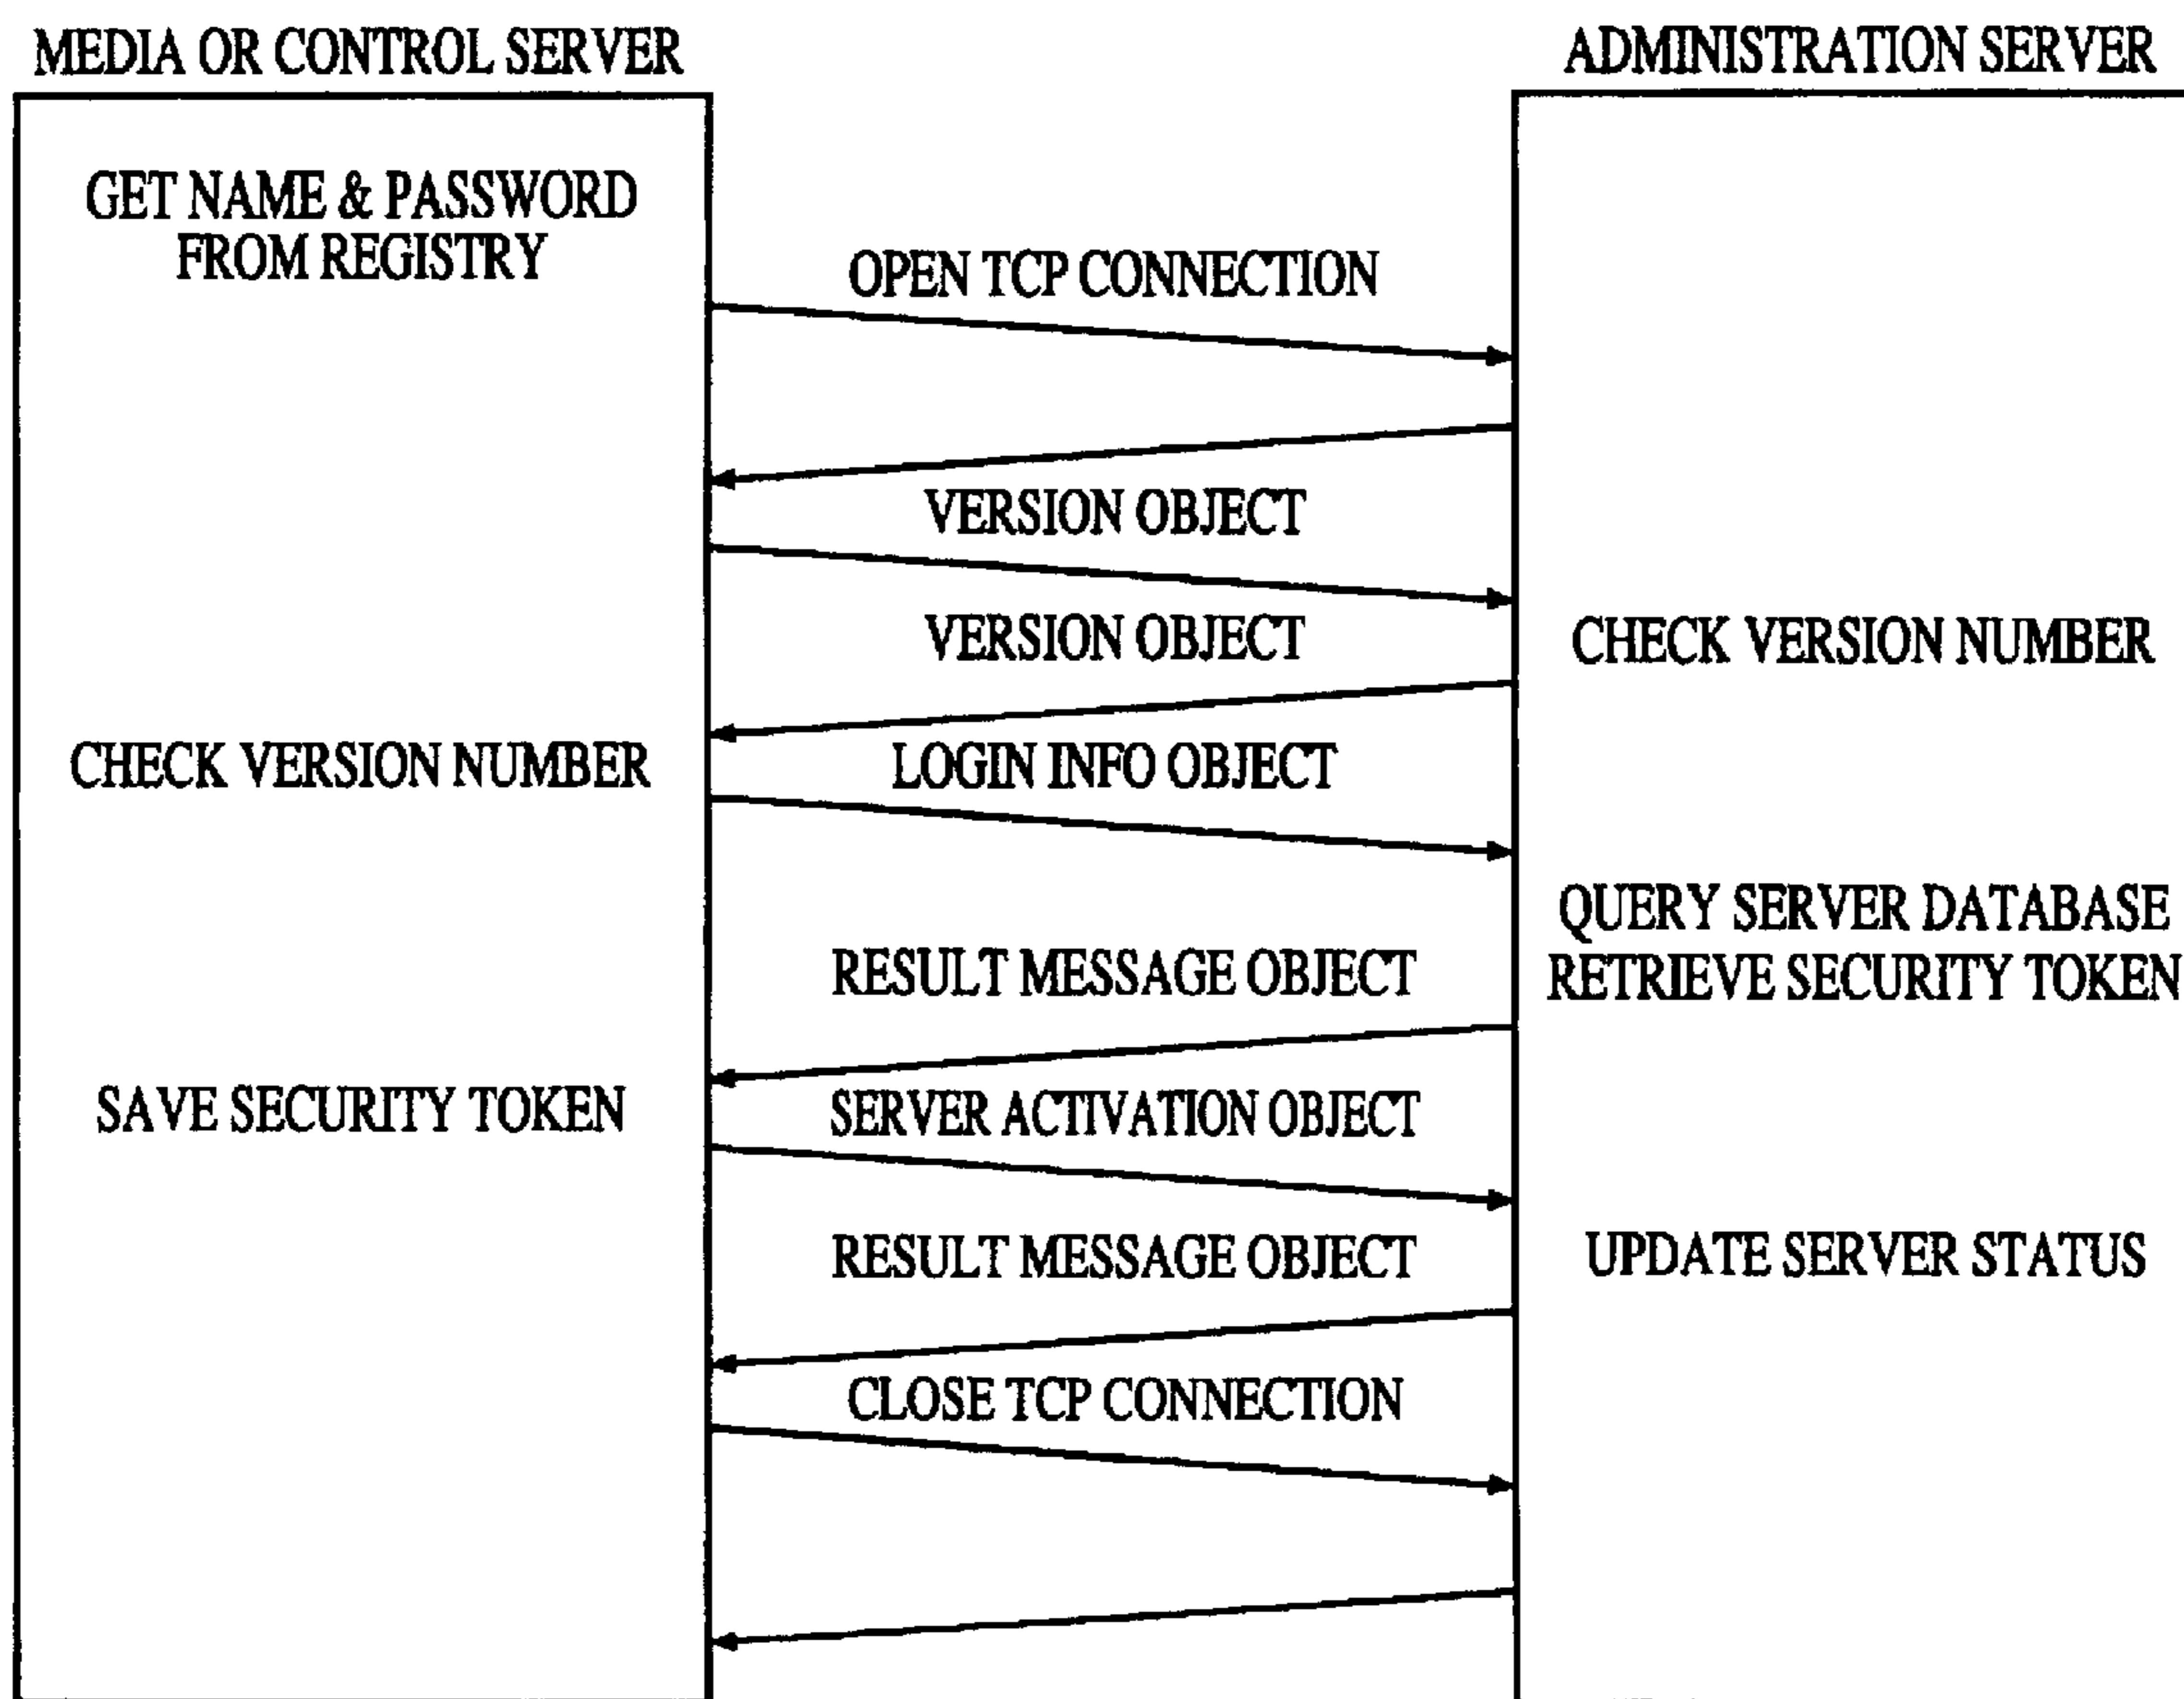 MEDIA OR CONTROL SERVER
ADMINISTRATION SERVER
GET NAME & PASSWORD
FROM REGISTRY
OPEN TCP CONNECTION
VERSION OBJECT
VERSION OBJECT
CHECK VERSION NUMBER
CHECK VERSION NUMBER
LOGIN INFO OBJECT
QUERY SERVER DATABASE
RETRIEVE SECURITY TOKEN
RESULT MESSAGE OBJECT
SAVE SECURITY TOKEN
SERVER ACTIVATION OBJECT
RESULT MESSAGE OBJECT
UPDATE SERVER STATUS
CLOSE TCP CONNECTION